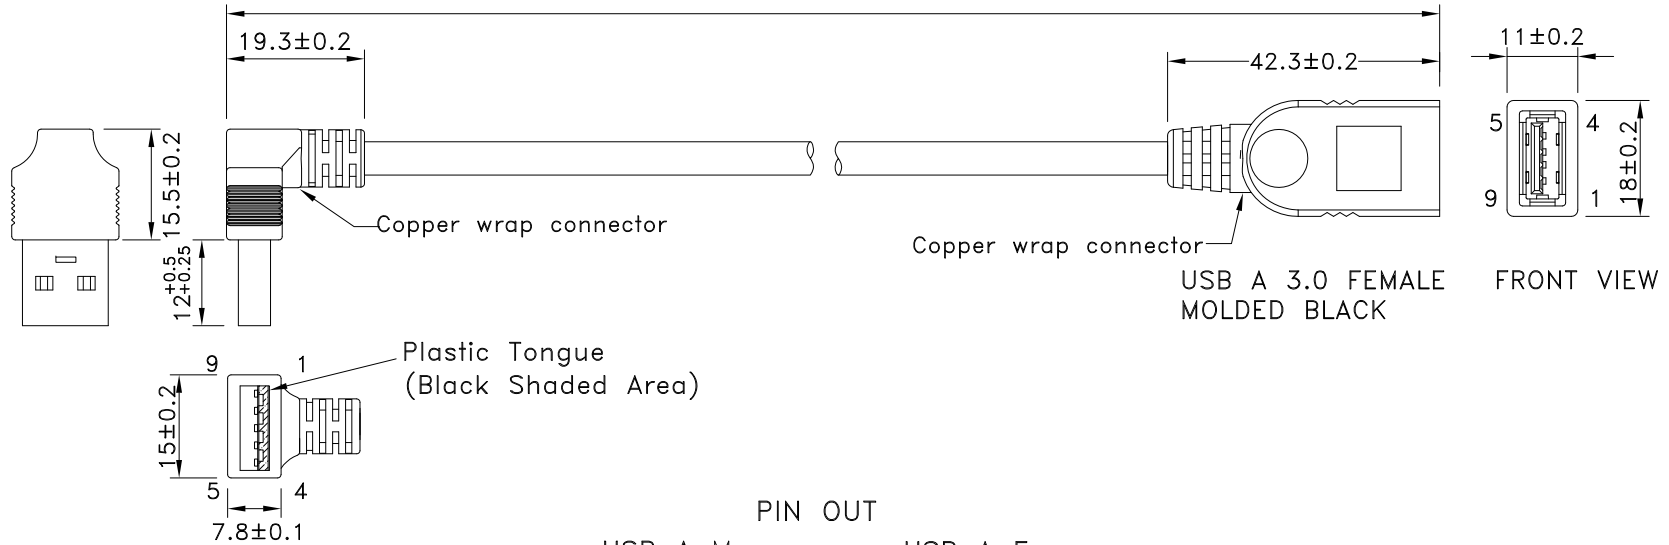 19.3±0.2
42.3±0.2
11±0.2
15.5±0.2
5
4
18±0.2
9
1
Copper wrap connector
Copper wrap connector
12+0.5
+0.25
USB A 3.0 FEMALE
MOLDED BLACK
FRONT VIEW
Plastic Tongue
(Black Shaded Area)
9
1
15±0.2
5
4
7.8±0.1
PIN OUT
USB A M
USB A F